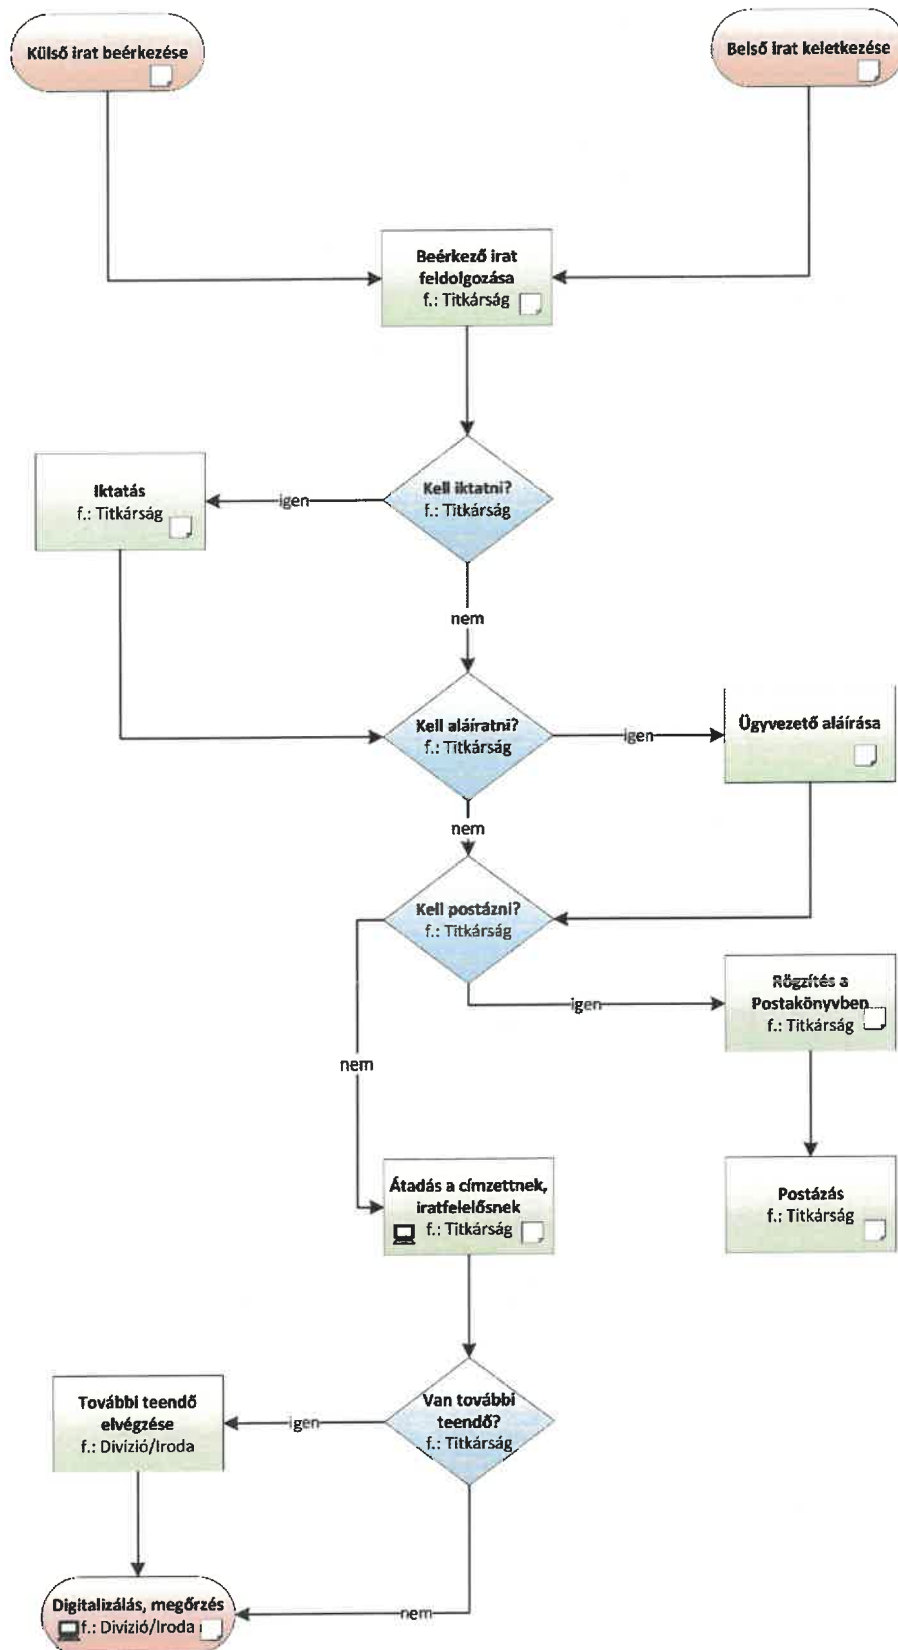 Külső irat beérkezése
Belső irat keletkezése
Beérkező irat
feldolgozása
f.: Titkárság
Kell iktatni?
f.: Titkárság
igen
Iktatás
f.: Titkárság
nem
Kell aláíratni?
f.: Titkárság
igen
Ügyvezető aláírása
nem
Kell postázni?
f.: Titkárság
igen
Rögzítés a
Postakönyvben
f.: Titkárság
nem
Átadás a címzettnek,
iratfelelősnek
f.: Titkárság
Postázás
f.: Titkárság
Van további
teendő?
f.: Titkárság
igen
További teendő
elvégzése
f.: Divízió/Iroda
nem
Digitalizálás, megőrzés
f.: Divízió/Iroda